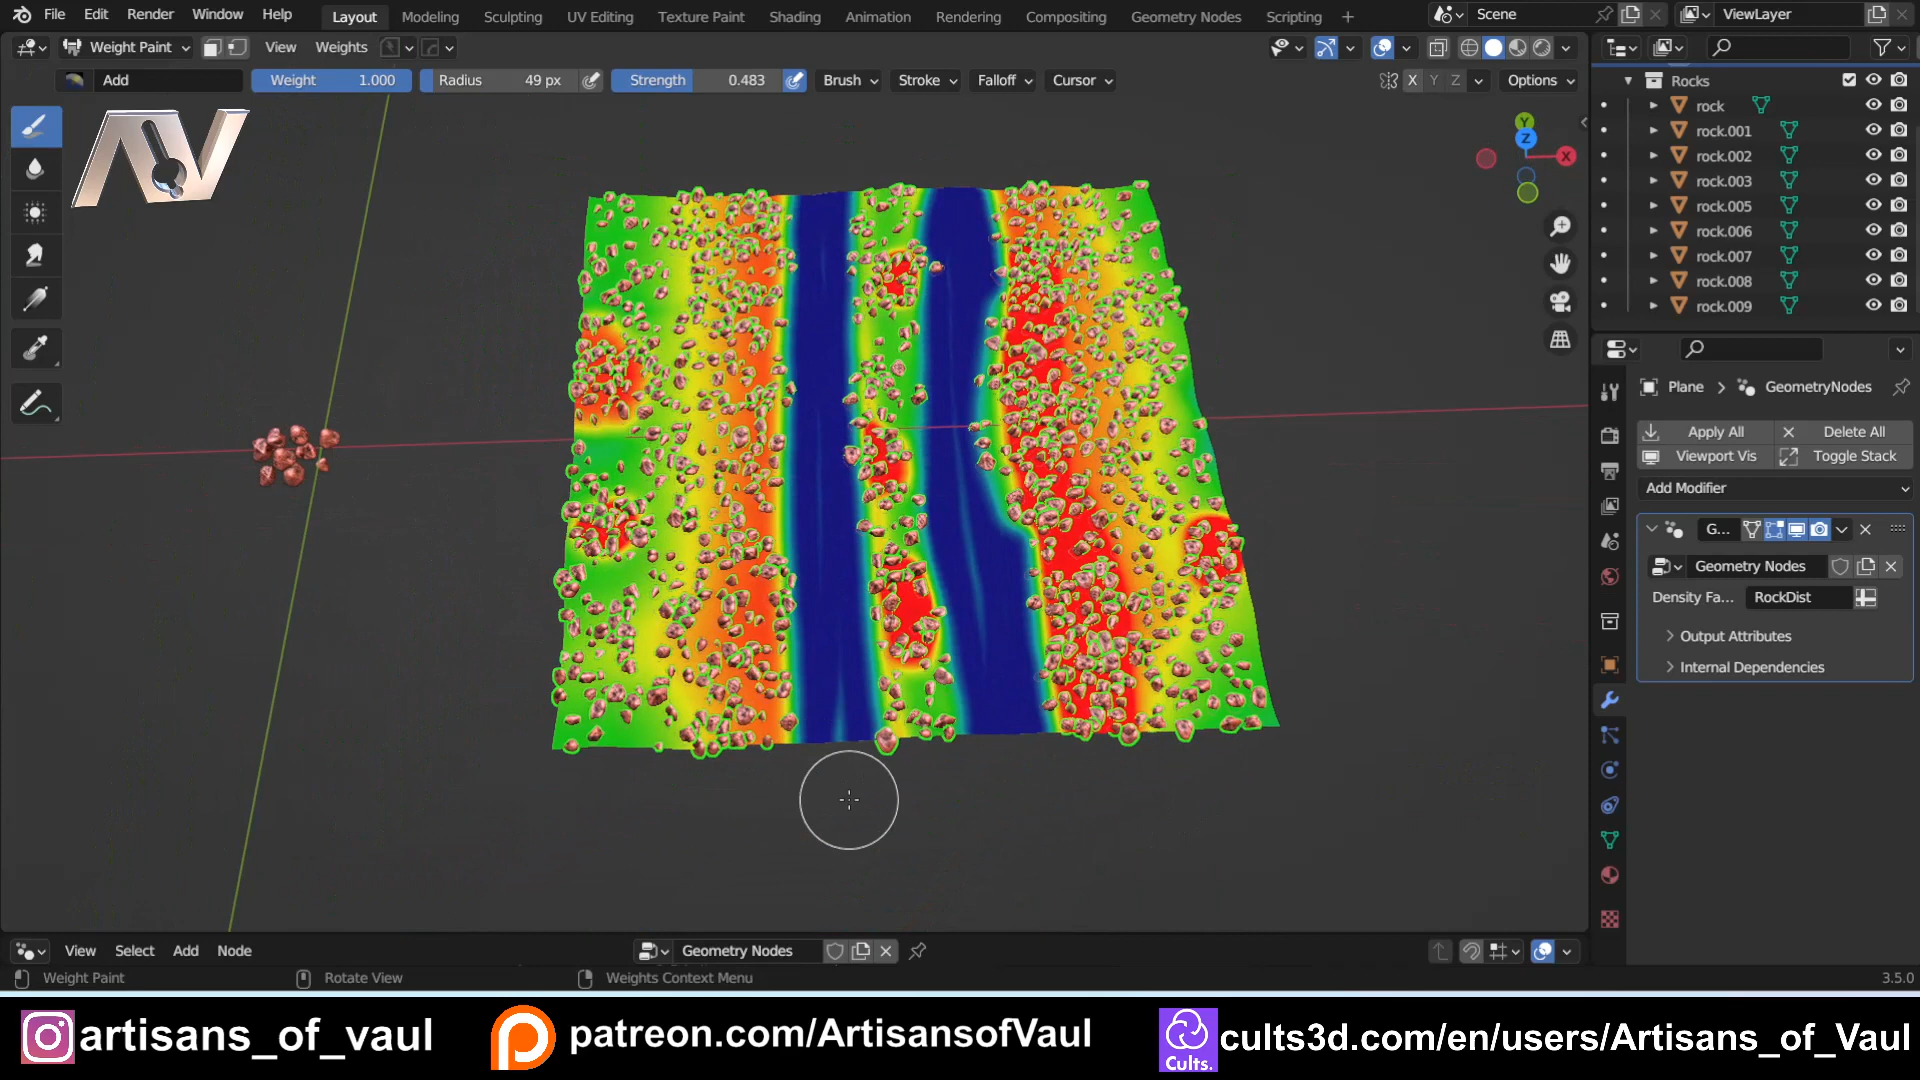 File Edit Render Window Help Layout Modeling Sculpting UV Editing Texture Paint Shading Animation Rendering Compositing Geometry Nodes Scripting + Scene ViewLayer
Weight Paint View Weights
Add Weight 1.000 Radius 49 px Strength 0.483 Brush Stroke Falloff Cursor X Y Z Options
AV
Y
Z
X
Rocks
rock
rock.001
rock.002
rock.003
rock.005
rock.006
rock.007
rock.008
rock.009
Plane > GeometryNodes
Apply All Delete All
Viewport Vis Toggle Stack
Add Modifier
G...
Geometry Nodes
Density Fa... RockDist
Output Attributes
Internal Dependencies
View Select Add Node Geometry Nodes
Weight Paint Rotate View Weights Context Menu 3.5.0
artisans_of_vaul patreon.com/ArtisansofVaul Cults. cults3d.com/en/users/Artisans_of_Vaul